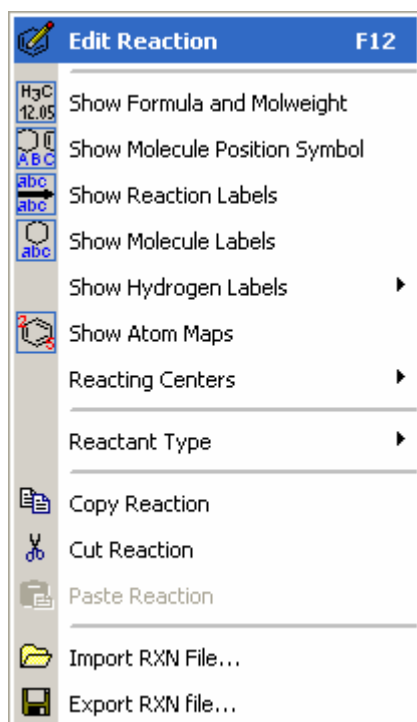 Edit Reaction F12
H3C
12.05
Show Formula and Molweight
ABC
Show Molecule Position Symbol
abc
abc
Show Reaction Labels
abc
Show Molecule Labels
Show Hydrogen Labels
2
5
Show Atom Maps
Reacting Centers
Reactant Type
Copy Reaction
Cut Reaction
Paste Reaction
Import RXN File...
Export RXN file...